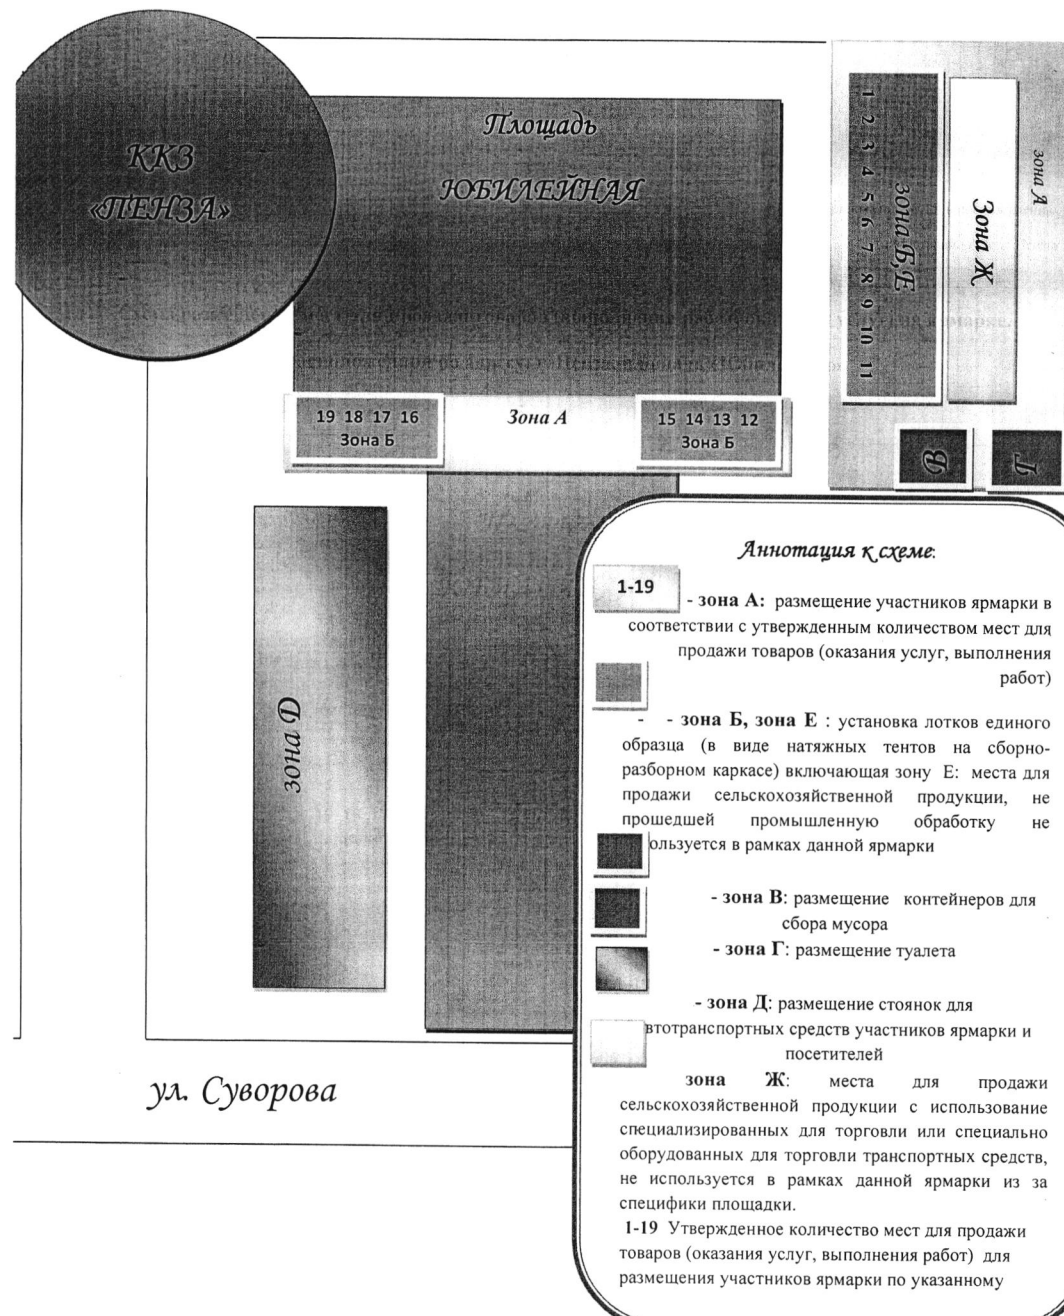 ККЗ
«ПЕНЗА»
Площадь
ЮБИЛЕЙНАЯ
1 2 3 4 5 6 7 8 9 10 11
зона Б,Е
Зона Ж
зона А
19 18 17 16
Зона Б
Зона А
15 14 13 12
Зона Б
В
Г
зона D
ул. Суворова
Аннотация к схеме:
1-19
- зона А: размещение участников ярмарки в
соответствии с утвержденным количеством мест для
продажи товаров (оказания услуг, выполнения
работ)
- - зона Б, зона Е : установка лотков единого
образца (в виде натяжных тентов на сборно-
разборном каркасе) включающая зону Е: места для
продажи сельскохозяйственной продукции, не
прошедшей промышленную обработку не
ользуется в рамках данной ярмарки
- зона В: размещение контейнеров для
сбора мусора
- зона Г: размещение туалета
- зона Д: размещение стоянок для
втотранспортных средств участников ярмарки и
посетителей
зона Ж: места для продажи
сельскохозяйственной продукции с использование
специализированных для торговли или специально
оборудованных для торговли транспортных средств,
не используется в рамках данной ярмарки из за
специфики площадки.
1-19 Утвержденное количество мест для продажи
товаров (оказания услуг, выполнения работ) для
размещения участников ярмарки по указанному